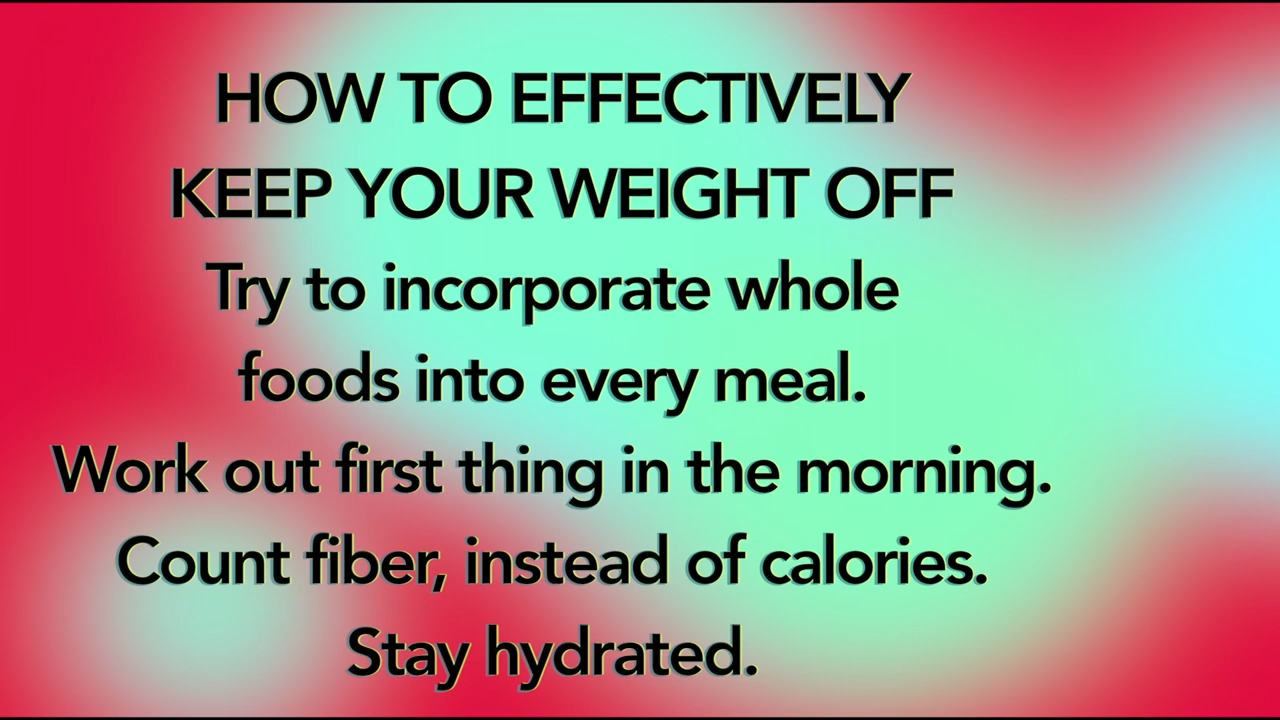 HOW TO EFFECTIVELY
KEEP YOUR WEIGHT OFF
Try to incorporate whole
foods into every meal.
Work out first thing in the morning.
Count fiber, instead of calories.
Stay hydrated.